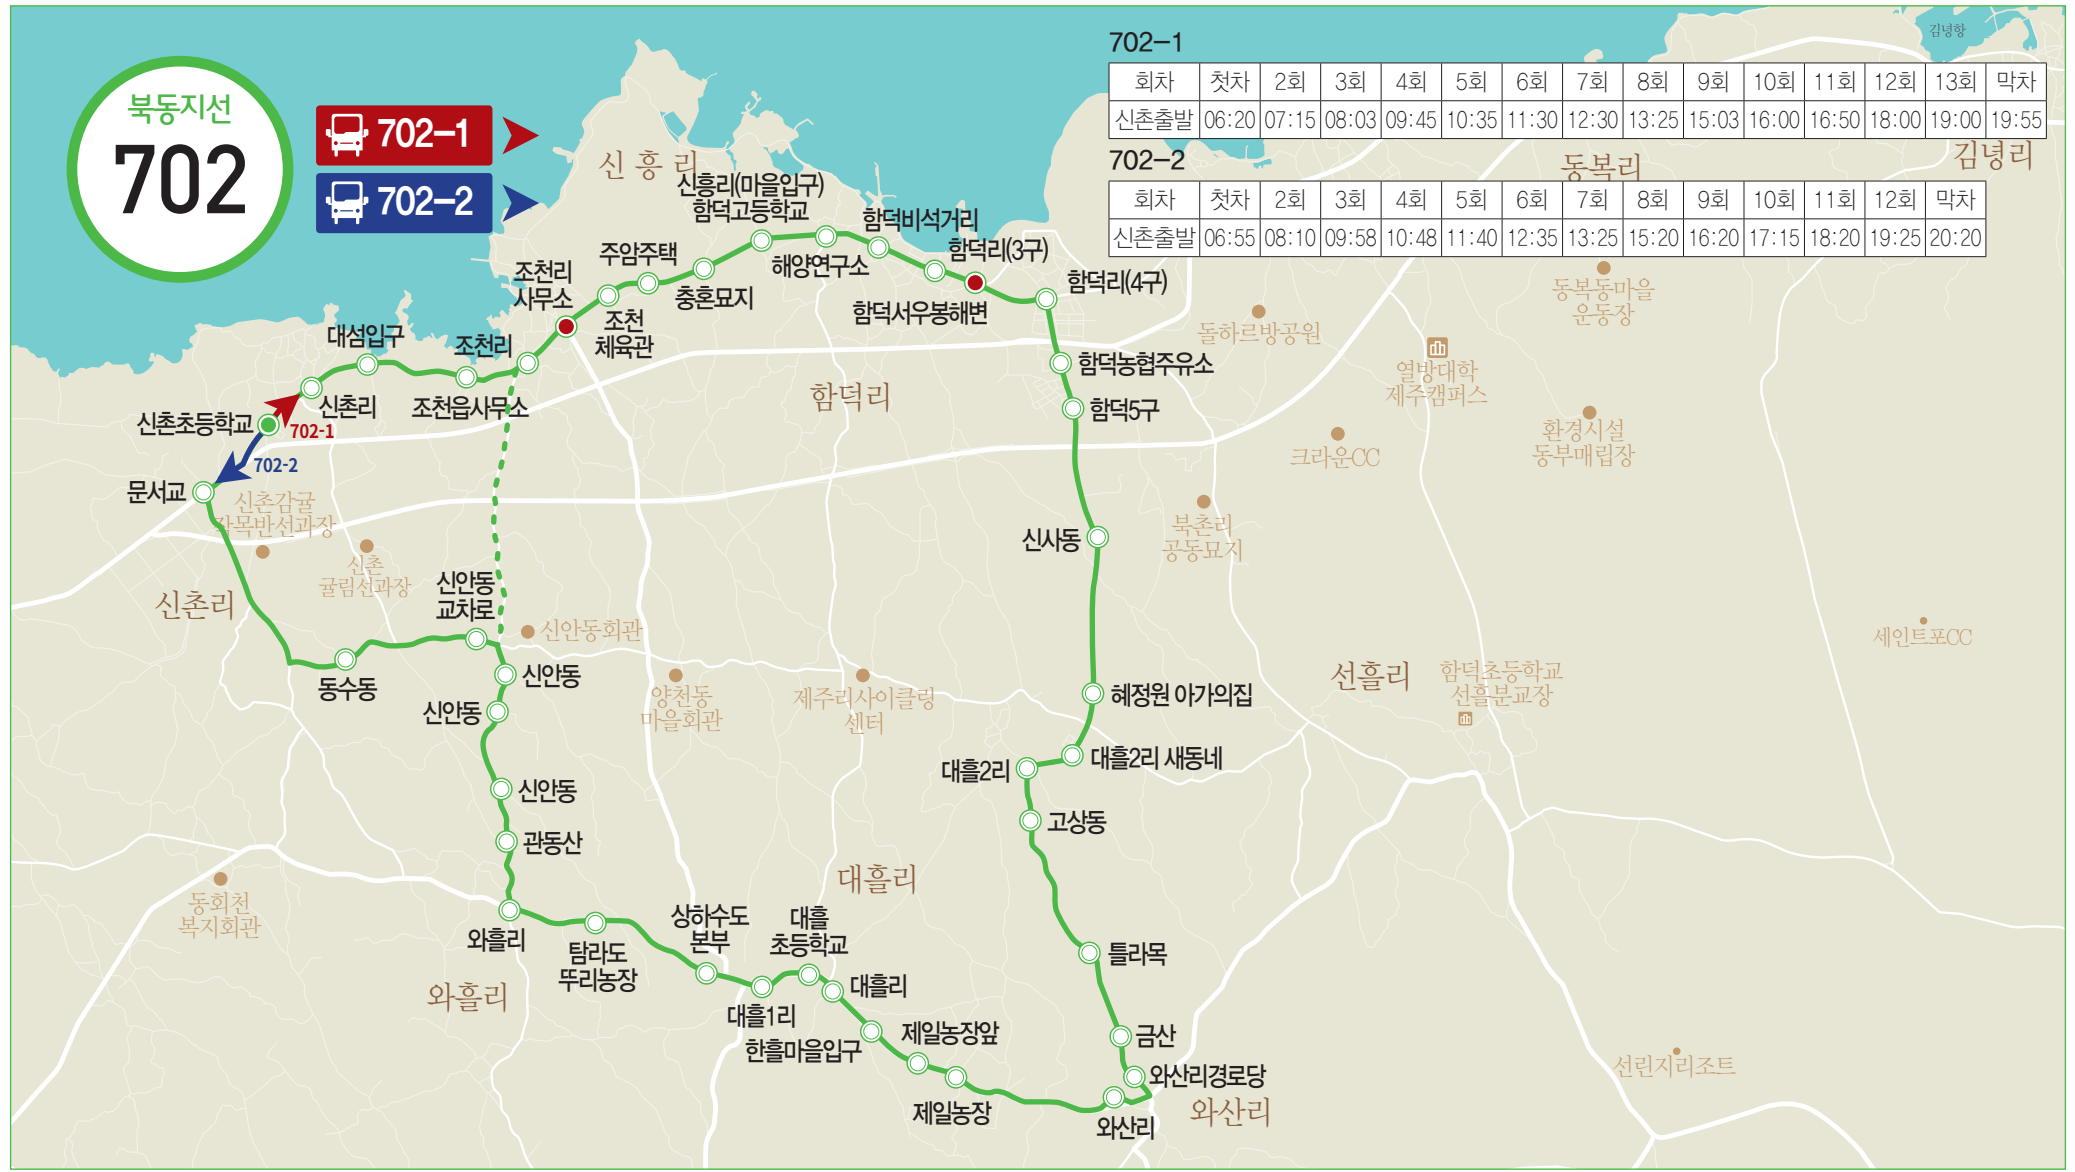 북동지선
702
702-1
702-2
702-1
회차 첫차 2회 3회 4회 5회 6회 7회 8회 9회 10회 11회 12회 13회 막차
신촌출발 06:20 07:15 08:03 09:45 10:35 11:30 12:30 13:25 15:03 16:00 16:50 18:00 19:00 19:55
702-2
회차 첫차 2회 3회 4회 5회 6회 7회 8회 9회 10회 11회 12회 막차
신촌출발 06:55 08:10 09:58 10:48 11:40 12:35 13:25 15:20 16:20 17:15 18:20 19:25 20:20
김녕항
김녕리
동복리
신흥리
신흥리(마을입구)
함덕고등학교
함덕비석거리
함덕리(3구)
함덕리(4구)
주암주택
해양연구소
충혼묘지
함덕서우봉해변
조천리
사무소
조천
체육관
대섬입구
조천리
신촌리
조천읍사무소
신촌초등학교
702-1
702-2
문서교
신촌감귤
작목반선과장
신촌
귤림선과장
신촌리
신안동
교차로
신안동회관
동수동
신안동
신안동
신안동
관동산
양천동
마을회관
제주리사이클링
센터
함덕리
함덕농협주유소
함덕5구
신사동
혜정원 아가의집
대흘2리 새동네
대흘2리
고상동
틀라목
금산
와산리경로당
와산리
와산리
돌하르방공원
동복동마을
운동장
열방대학
제주캠퍼스
환경시설
동부매립장
크라운CC
북촌리
공동묘지
선흘리
함덕초등학교
선흘분교장
세인트포CC
선린지리조트
동회천
복지회관
와흘리
와흘리
탐라도
뚜리농장
상하수도
본부
대흘
초등학교
대흘리
대흘리
대흘1리
한흘마을입구
제일농장앞
제일농장